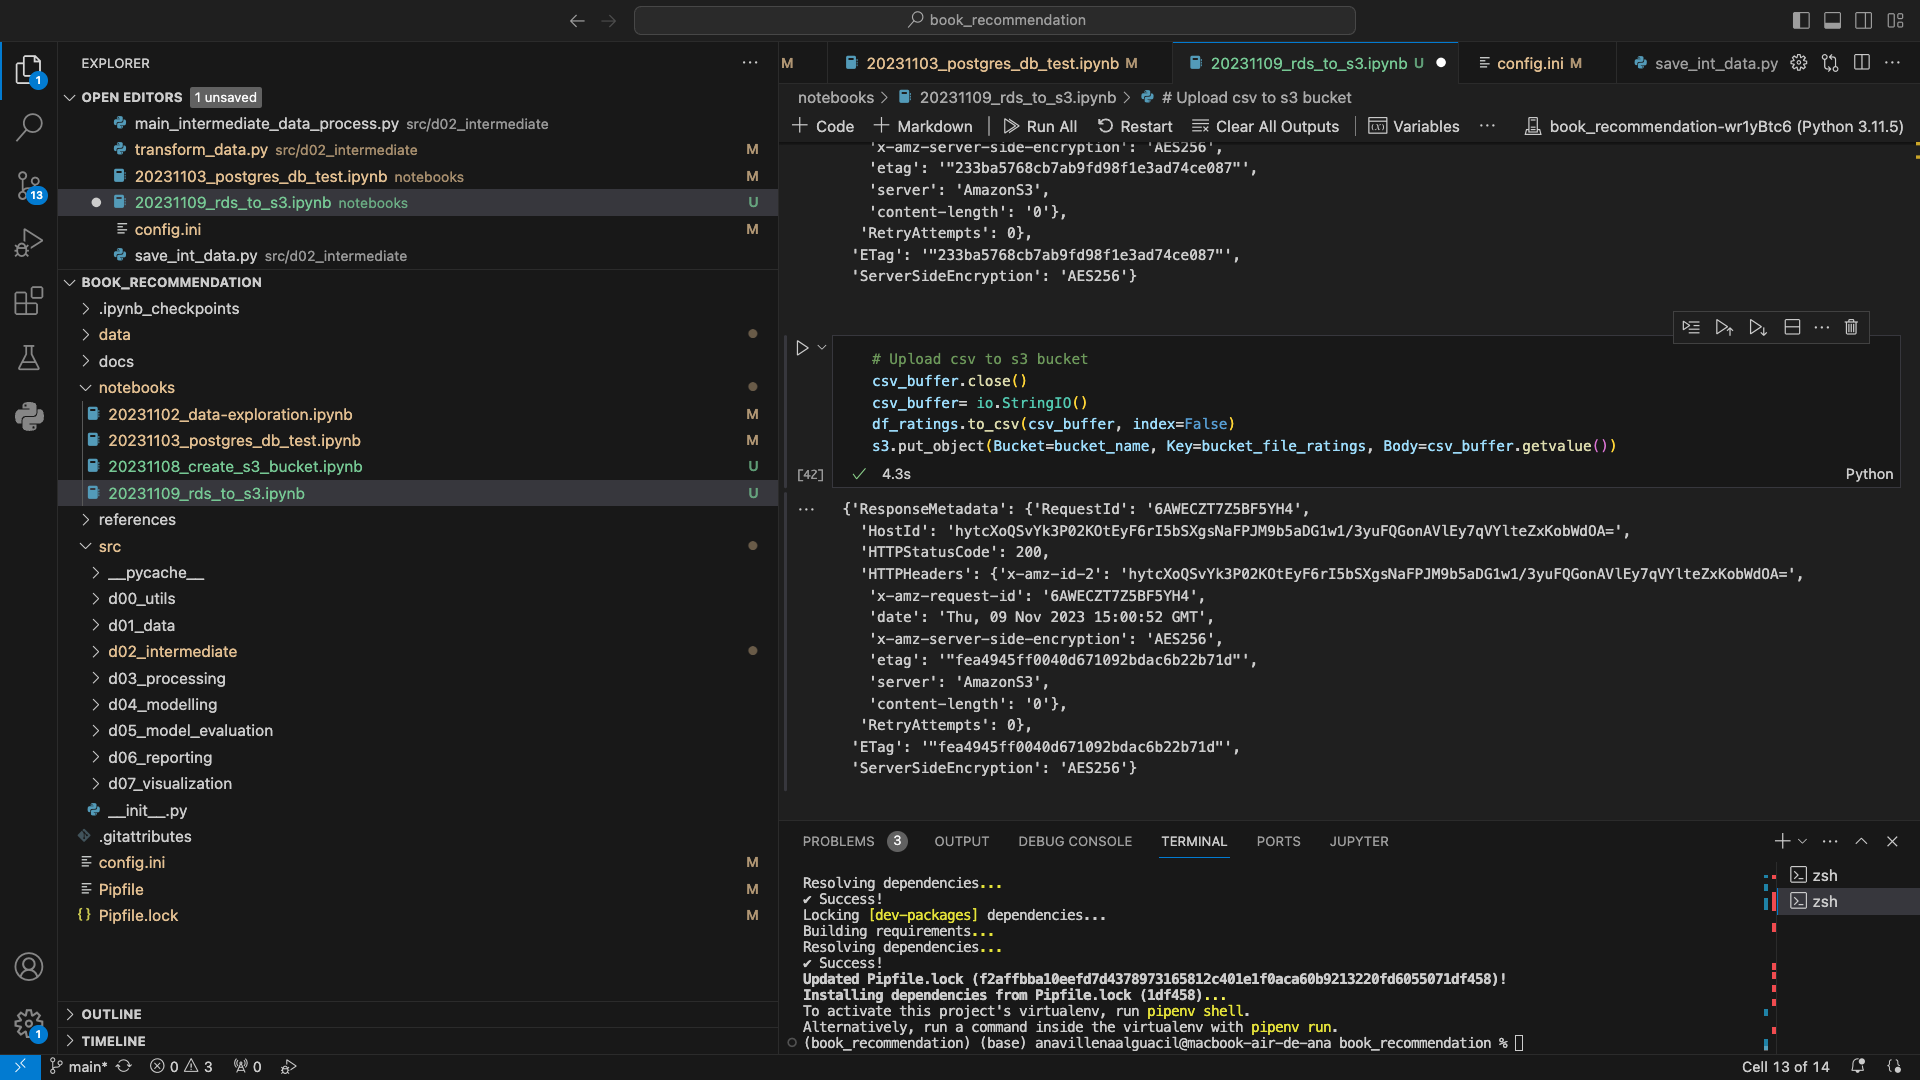 book_recommendation
EXPLORER
OPEN EDITORS 1 unsaved
main_intermediate_data_process.py src/d02_intermediate
transform_data.py src/d02_intermediate M
20231103_postgres_db_test.ipynb notebooks M
20231109_rds_to_s3.ipynb notebooks U
config.ini M
save_int_data.py src/d02_intermediate
BOOK_RECOMMENDATION
.ipynb_checkpoints
data
docs
notebooks
20231102_data-exploration.ipynb M
20231103_postgres_db_test.ipynb M
20231108_create_s3_bucket.ipynb U
20231109_rds_to_s3.ipynb U
references
src
__pycache__
d00_utils
d01_data
d02_intermediate
d03_processing
d04_modelling
d05_model_evaluation
d06_reporting
d07_visualization
__init__.py
.gitattributes
config.ini M
Pipfile M
{} Pipfile.lock M
OUTLINE
TIMELINE
1
13
1
M 20231103_postgres_db_test.ipynb M 20231109_rds_to_s3.ipynb U config.ini M save_int_data.py
notebooks > 20231109_rds_to_s3.ipynb > # Upload csv to s3 bucket
+ Code + Markdown | Run All Restart Clear All Outputs | Variables ... book_recommendation-wr1yBtc6 (Python 3.11.5)
'x-amz-server-side-encryption': 'AES256',
'etag': '"233ba5768cb7ab9fd98f1e3ad74ce087"',
'server': 'AmazonS3',
'content-length': '0'},
'RetryAttempts': 0},
'ETag': '"233ba5768cb7ab9fd98f1e3ad74ce087"',
'ServerSideEncryption': 'AES256'}
# Upload csv to s3 bucket
csv_buffer.close()
csv_buffer= io.StringIO()
df_ratings.to_csv(csv_buffer, index=False)
s3.put_object(Bucket=bucket_name, Key=bucket_file_ratings, Body=csv_buffer.getvalue())
[42] ✓ 4.3s Python
{'ResponseMetadata': {'RequestId': '6AWECZT7Z5BF5YH4',
'HostId': 'hytcXoQSvYk3P02KOtEyF6rI5bSXgsNaFPJM9b5aDG1w1/3yuFQGonAVlEy7qVYlteZxKobWdOA=',
'HTTPStatusCode': 200,
'HTTPHeaders': {'x-amz-id-2': 'hytcXoQSvYk3P02KOtEyF6rI5bSXgsNaFPJM9b5aDG1w1/3yuFQGonAVlEy7qVYlteZxKobWdOA=',
'x-amz-request-id': '6AWECZT7Z5BF5YH4',
'date': 'Thu, 09 Nov 2023 15:00:52 GMT',
'x-amz-server-side-encryption': 'AES256',
'etag': '"fea4945ff0040d671092bdac6b22b71d"',
'server': 'AmazonS3',
'content-length': '0'},
'RetryAttempts': 0},
'ETag': '"fea4945ff0040d671092bdac6b22b71d"',
'ServerSideEncryption': 'AES256'}
PROBLEMS 3 OUTPUT DEBUG CONSOLE TERMINAL PORTS JUPYTER
Resolving dependencies...
✔ Success!
Locking [dev-packages] dependencies...
Building requirements...
Resolving dependencies...
✔ Success!
Updated Pipfile.lock (f2affbba10eefd7d4378973165812c401e1f0aca60b9213220fd6055071df458)!
Installing dependencies from Pipfile.lock (1df458)...
To activate this project's virtualenv, run pipenv shell.
Alternatively, run a command inside the virtualenv with pipenv run.
(book_recommendation) (base) anavillenaalguacil@macbook-air-de-ana book_recommendation %
zsh
zsh
main* 0 3 0 Cell 13 of 14